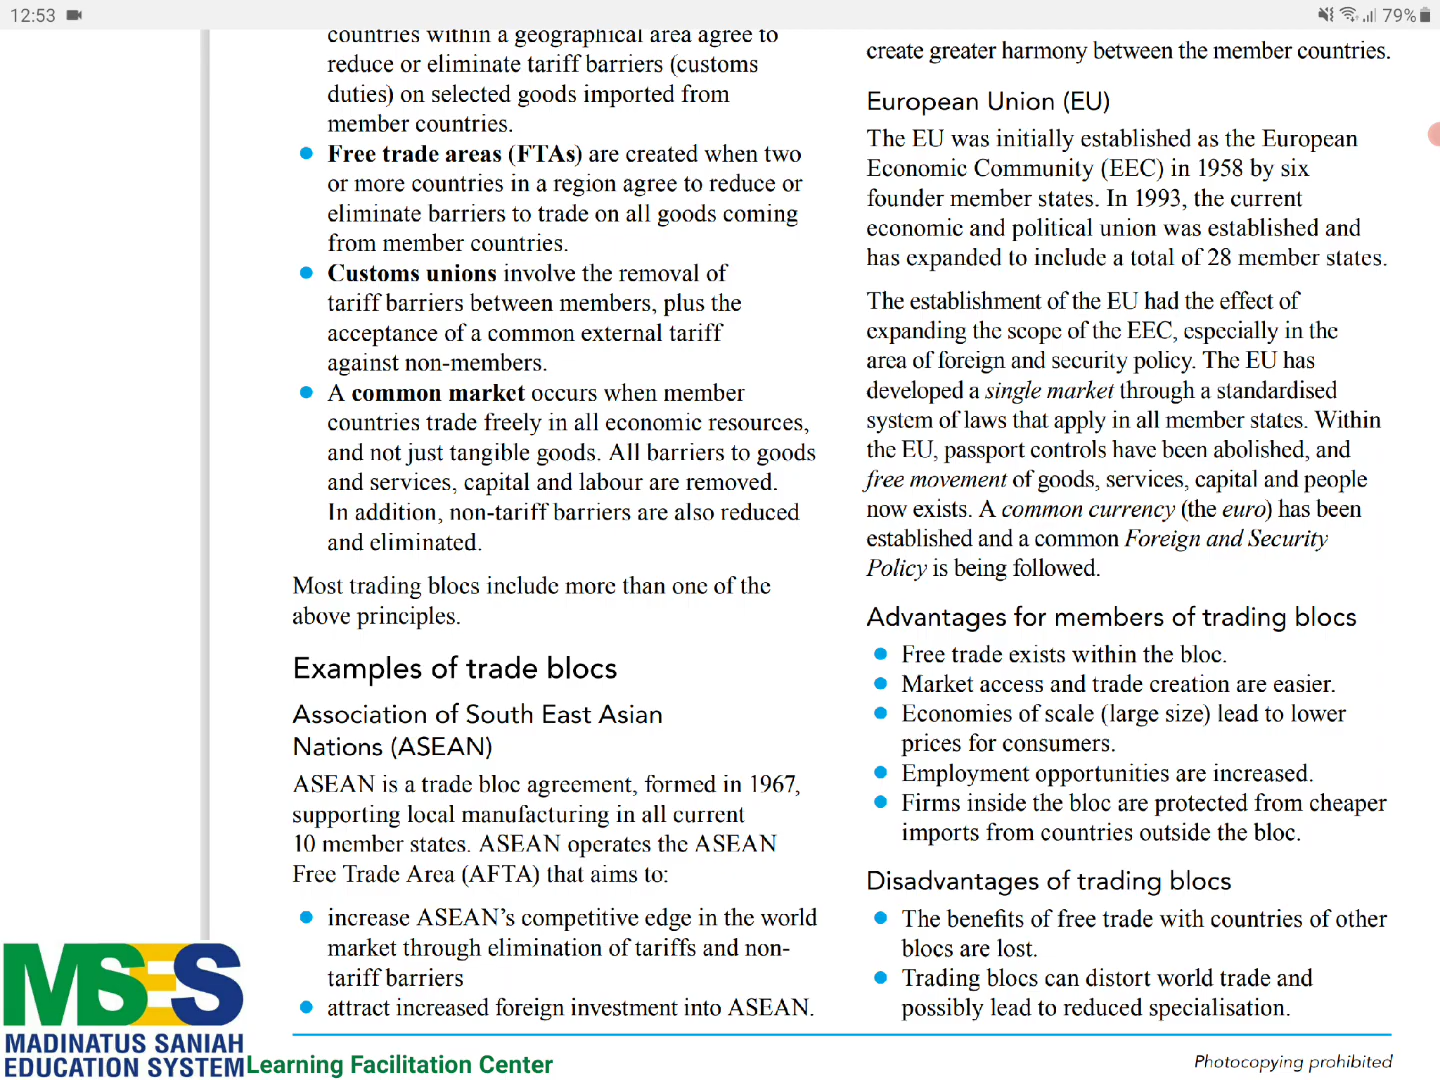 12:53
79%
countries within a geographical area agree to
reduce or eliminate tariff barriers (customs
duties) on selected goods imported from
member countries.
Free trade areas (FTAs) are created when two
or more countries in a region agree to reduce or
eliminate barriers to trade on all goods coming
from member countries.
Customs unions involve the removal of
tariff barriers between members, plus the
acceptance of a common external tariff
against non-members.
A common market occurs when member
countries trade freely in all economic resources,
and not just tangible goods. All barriers to goods
and services, capital and labour are removed.
In addition, non-tariff barriers are also reduced
and eliminated.
Most trading blocs include more than one of the
above principles.
Examples of trade blocs
Association of South East Asian
Nations (ASEAN)
ASEAN is a trade bloc agreement, formed in 1967,
supporting local manufacturing in all current
10 member states. ASEAN operates the ASEAN
Free Trade Area (AFTA) that aims to:
increase ASEAN's competitive edge in the world
market through elimination of tariffs and non-
tariff barriers
attract increased foreign investment into ASEAN.
create greater harmony between the member countries.
European Union (EU)
The EU was initially established as the European
Economic Community (EEC) in 1958 by six
founder member states. In 1993, the current
economic and political union was established and
has expanded to include a total of 28 member states.
The establishment of the EU had the effect of
expanding the scope of the EEC, especially in the
area of foreign and security policy. The EU has
developed a single market through a standardised
system of laws that apply in all member states. Within
the EU, passport controls have been abolished, and
free movement of goods, services, capital and people
now exists. A common currency (the euro) has been
established and a common Foreign and Security
Policy is being followed.
Advantages for members of trading blocs
Free trade exists within the bloc.
Market access and trade creation are easier.
Economies of scale (large size) lead to lower
prices for consumers.
Employment opportunities are increased.
Firms inside the bloc are protected from cheaper
imports from countries outside the bloc.
Disadvantages of trading blocs
The benefits of free trade with countries of other
blocs are lost.
Trading blocs can distort world trade and
possibly lead to reduced specialisation.
MSES
MADINATUS SANIAH
EDUCATION SYSTEM
Learning Facilitation Center
Photocopying prohibited